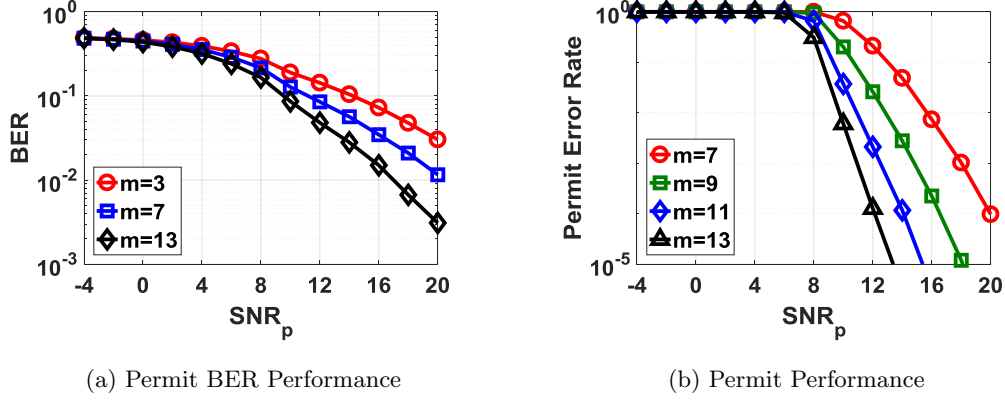 10^0
10^-1
10^-2
10^-3
BER
m=3
m=7
m=13
-4 0 4 8 12 16 20
SNR_p
(a) Permit BER Performance
10^0
10^-5
Permit Error Rate
m=7
m=9
m=11
m=13
-4 0 4 8 12 16 20
SNR_p
(b) Permit Performance